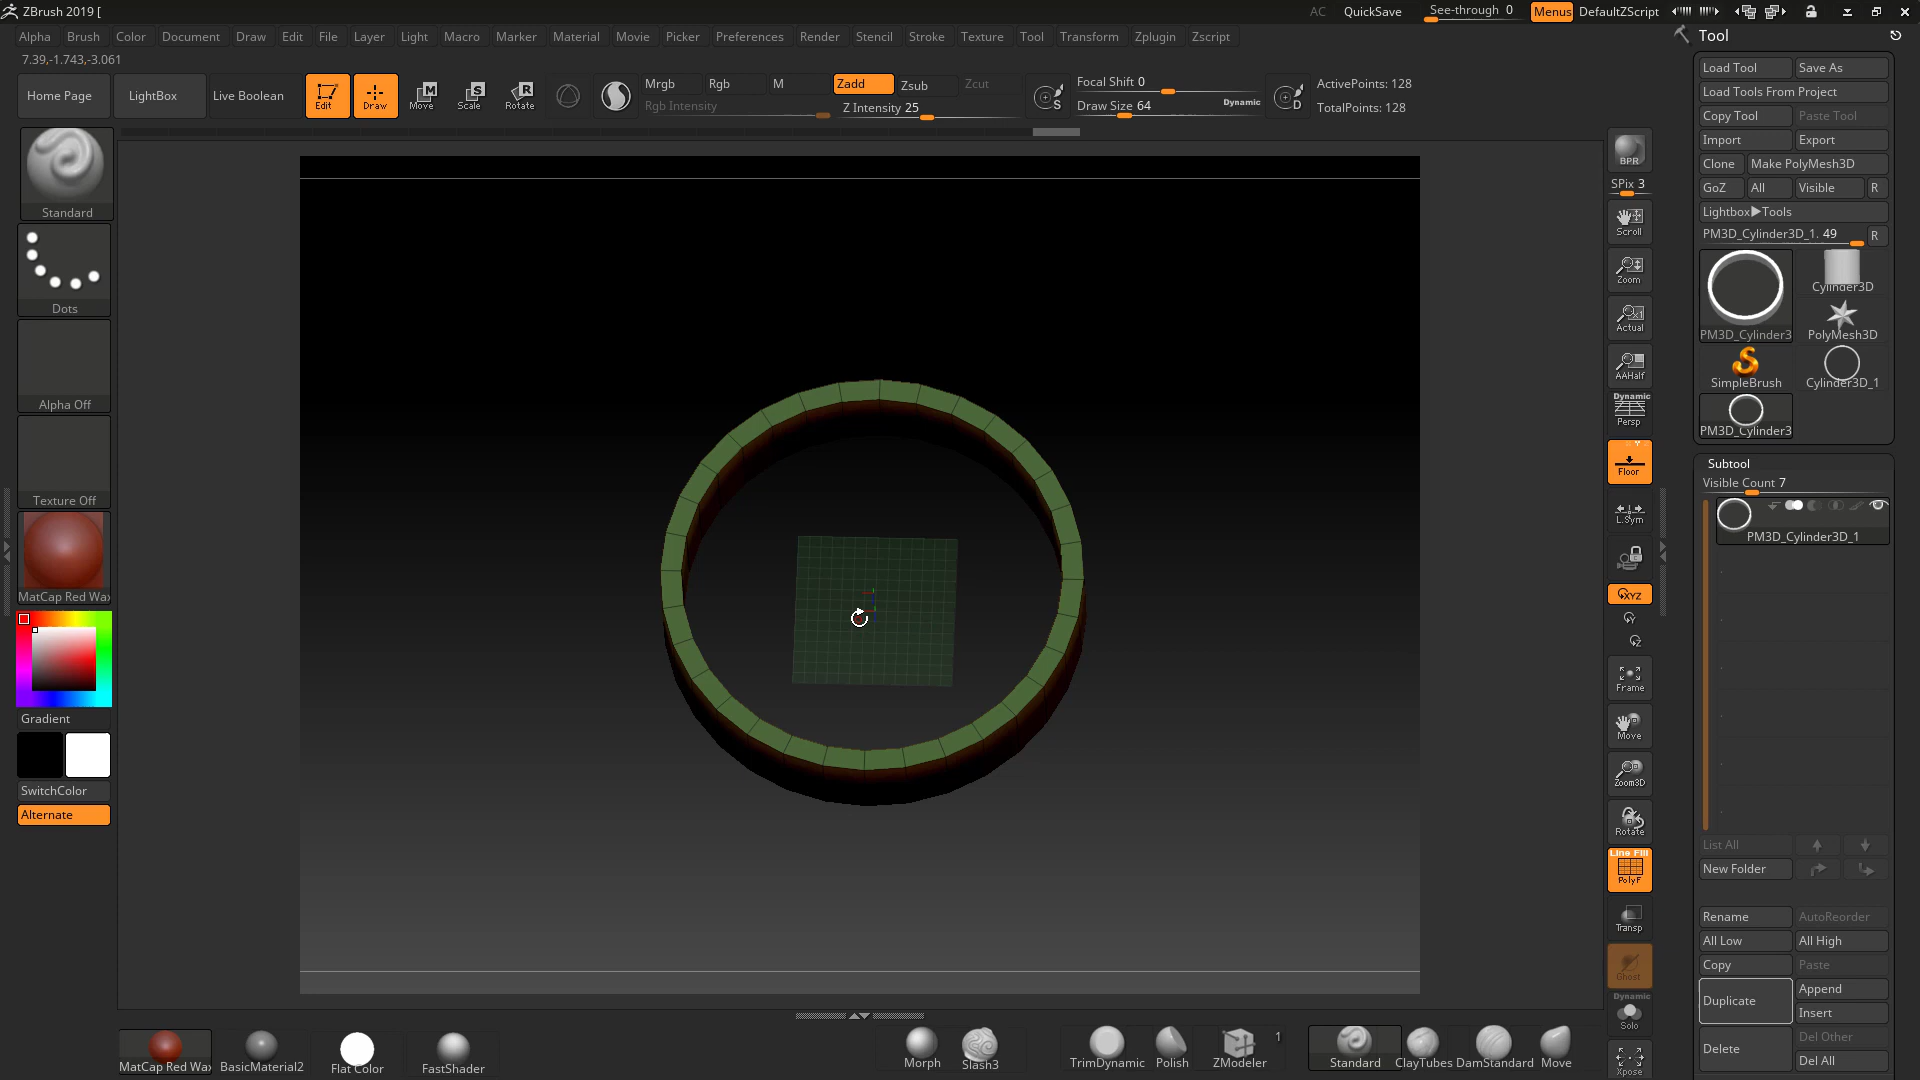 ZBrush 2019 [
AC QuickSave See-through 0 Menus DefaultZScript
Alpha Brush Color Document Draw Edit File Layer Light Macro Marker Material Movie Picker Preferences Render Stencil Stroke Texture Tool Transform Zplugin Zscript
Tool
7.39,-1.743,-3.061
Home Page LightBox Live Boolean Edit Draw Move Scale Rotate
Mrgb Rgb M Zadd Zsub Zcut
Rgb Intensity Z Intensity 25
Focal Shift 0
Draw Size 64 Dynamic
ActivePoints: 128
TotalPoints: 128
Standard
Dots
Alpha Off
Texture Off
MatCap Red Wax
Gradient
SwitchColor
Alternate
BPR
SPix 3
Scroll
Zoom
Actual
AAHalf
Dynamic
Persp
Floor
L.Sym
XYZ
Frame
Move
Zoom3D
Rotate
Line Fill
PolyF
Transp
Ghost
Dynamic
Solo
Xpose
Load Tool Save As
Load Tools From Project
Copy Tool Paste Tool
Import Export
Clone Make PolyMesh3D
GoZ All Visible R
Lightbox▶Tools
PM3D_Cylinder3D_1. 49 R
PM3D_Cylinder3 Cylinder3D
PolyMesh3D
SimpleBrush Cylinder3D_1
PM3D_Cylinder3
Subtool
Visible Count 7
PM3D_Cylinder3D_1
List All
New Folder
Rename AutoReorder
All Low All High
Copy Paste
Duplicate Append
Insert
Delete Del Other
Del All
MatCap Red Wax BasicMaterial2 Flat Color FastShader Morph Slash3 TrimDynamic Polish ZModeler 1 Standard ClayTubes DamStandard Move